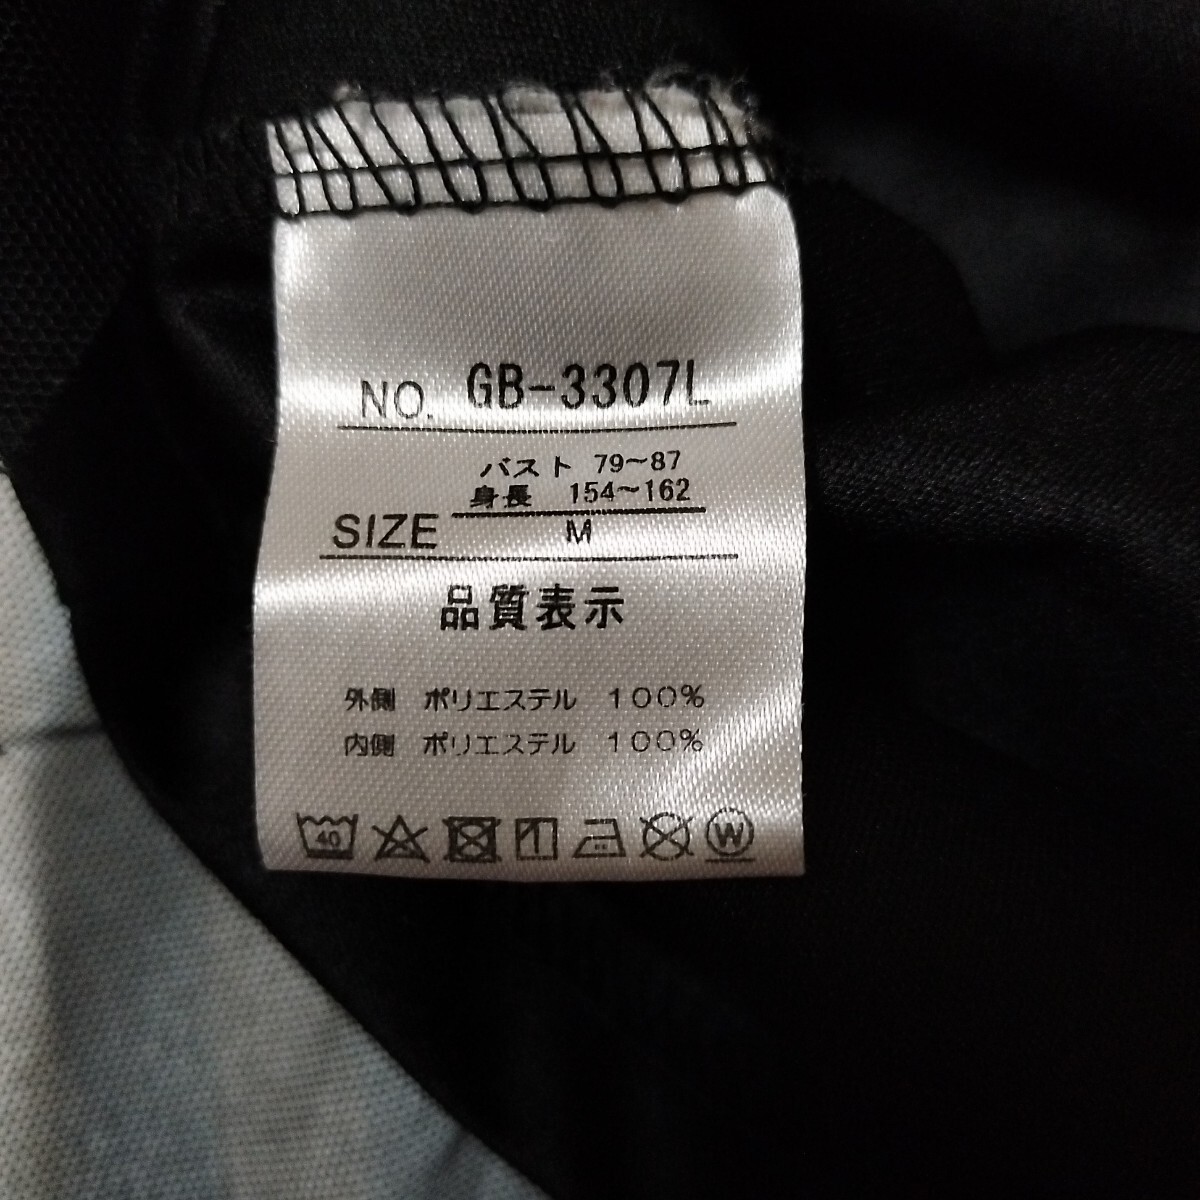 NO. GB-3307L
バスト 79～87
身長 154～162
SIZE M
品質表示
外側 ポリエステル 100%
内側 ポリエステル 100%
40 W